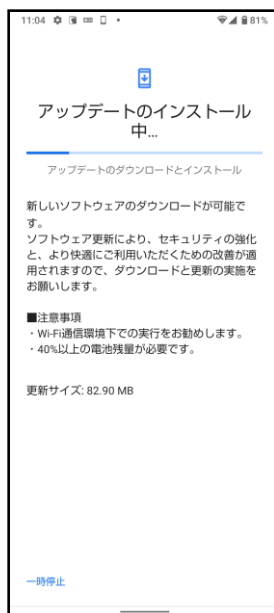 11:04
81%
アップデートのインストール
中...
アップデートのダウンロードとインストール
新しいソフトウェアのダウンロードが可能で
す。
ソフトウェア更新により、セキュリティの強化
と、より快適にご利用いただくための改善が適
用されますので、ダウンロードと更新の実施を
お願いします。
■注意事項
・Wi-Fi通信環境下での実行をお勧めします。
・40%以上の電池残量が必要です。
更新サイズ: 82.90 MB
一時停止